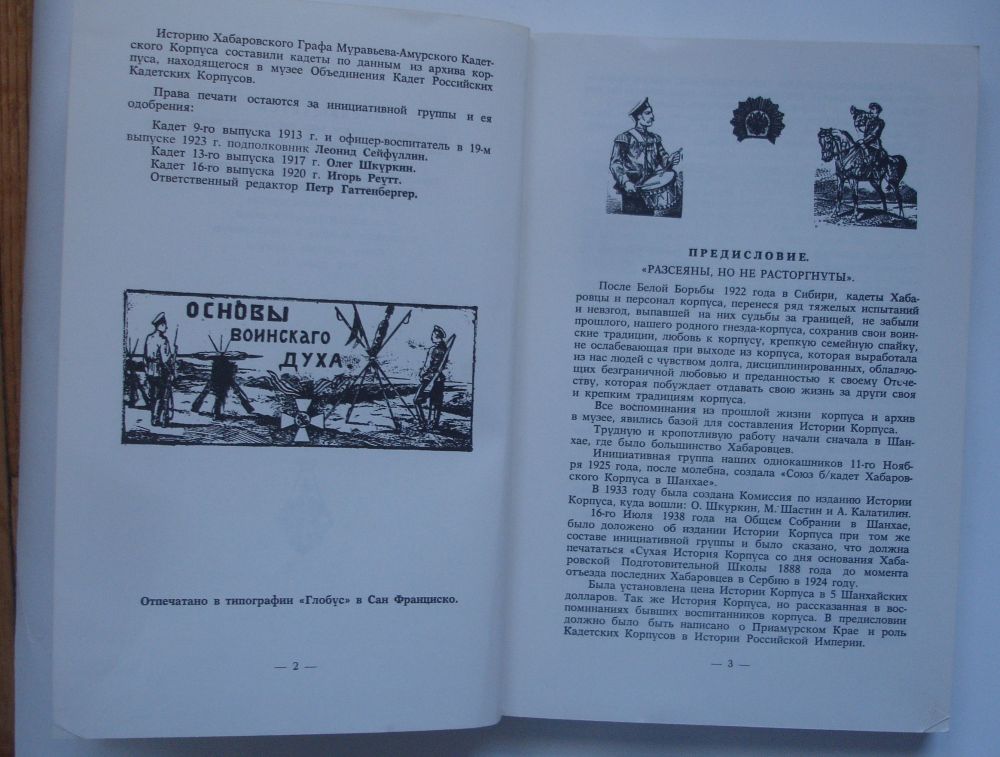 Историю Хабаровского Графа Муравьева-Амурского Кадет-
ского Корпуса составили кадеты по данным из архива кор-
пуса, находящегося в музее Объединения Кадет Российских
Кадетских Корпусов.
Права печати остаются за инициативной группы и ея
одобрения:
Кадет 9-го выпуска 1913 г. и офицер-воспитатель в 19-м
выпуске 1923 г. подполковник Леонид Сейфуллин.
Кадет 13-го выпуска 1917 г. Олег Шкуркин.
Кадет 16-го выпуска 1920 г. Игорь Реутт.
Ответственный редактор Петр Гаттенбергер.
ОСНОВЫ
ВОИНСКАГО
ДУХА.
Отпечатано в типографии «Глобус» в Сан Франциско.
— 2 —
ПРЕДИСЛОВИЕ.
«РАЗСЕЯНЫ, НО НЕ РАСТОРГНУТЫ».
После Белой Борьбы 1922 года в Сибири, кадеты Хаба-
ровцы и персонал корпуса, перенеся ряд тяжелых испытаний
и невзгод, выпавшей на них судьбы за границей, не забыли
прошлого, нашего родного гнезда-корпуса, сохранив свои воин-
ские традиции, любовь к корпусу, крепкую семейную спайку,
не ослабевающая при выходе из корпуса, которая выработала
из нас людей с чувством долга, дисциплинированных, обладаю-
щих безграничной любовью и преданностью к своему Отече-
ству, которая побуждает отдавать свою жизнь за други своя
и крепким традициям корпуса.
Все воспоминания из прошлой жизни корпуса и архив
в музее, явились базой для составления Истории Корпуса.
Трудную и кропотливую работу начали сначала в Шан-
хае, где было большинство Хабаровцев.
Инициативная группа наших однокашников 11-го Нояб-
ря 1925 года, после молебна, создала «Союз б/кадет Хабаров-
ского Корпуса в Шанхае».
В 1933 году была создана Комиссия по изданию Истории
Корпуса, куда вошли: О. Шкуркин, М. Шастин и А. Калатилин.
16-го Июля 1938 года на Общем Собрании в Шанхае,
было доложено об издании Истории Корпуса при том же
составе инициативной группы и было сказано, что должна
печататься «Сухая История Корпуса со дня основания Хаба-
ровской Подготовительной Школы 1888 года до момента
отъезда последних Хабаровцев в Сербию в 1924 году.
Была установлена цена Истории Корпуса в 5 Шанхайских
долларов. Так же История Корпуса, но рассказанная в вос-
поминаниях бывших воспитанников корпуса. В предисловии
должно было быть написано о Приамурском Крае и роль
Кадетских Корпусов в Истории Российской Империи.
— 3 —